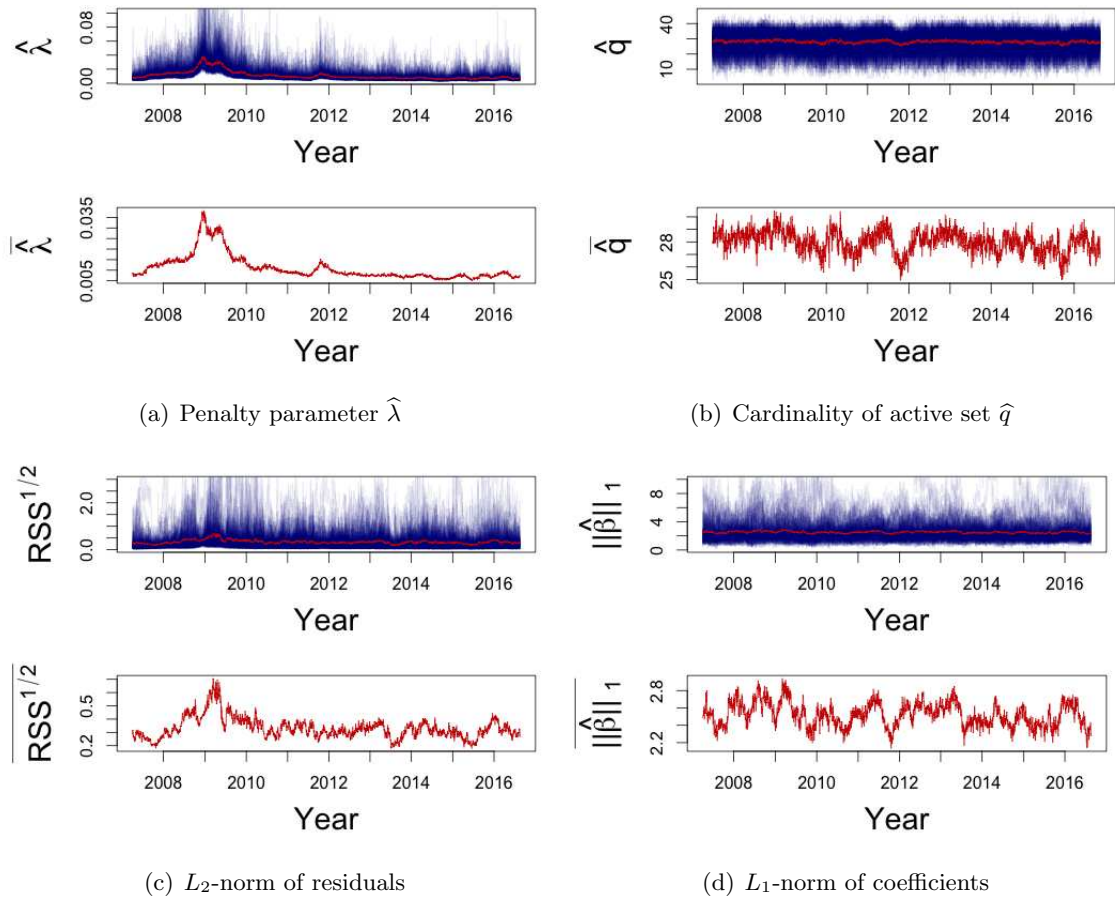 λ̂
0.00 0.08
2008 2010 2012 2014 2016
Year
q̂
10 40
2008 2010 2012 2014 2016
Year
λ̂̅
0.005 0.035
2008 2010 2012 2014 2016
Year
q̂̅
25 28
2008 2010 2012 2014 2016
Year
(a) Penalty parameter λ̂
(b) Cardinality of active set q̂
RSS^{1/2}
0.0 2.0
2008 2010 2012 2014 2016
Year
||β̂||₁
0 4 8
2008 2010 2012 2014 2016
Year
\overline{RSS^{1/2}}
0.2 0.5
2008 2010 2012 2014 2016
Year
\overline{||β̂||₁}
2.2 2.8
2008 2010 2012 2014 2016
Year
(c) L₂-norm of residuals
(d) L₁-norm of coefficients